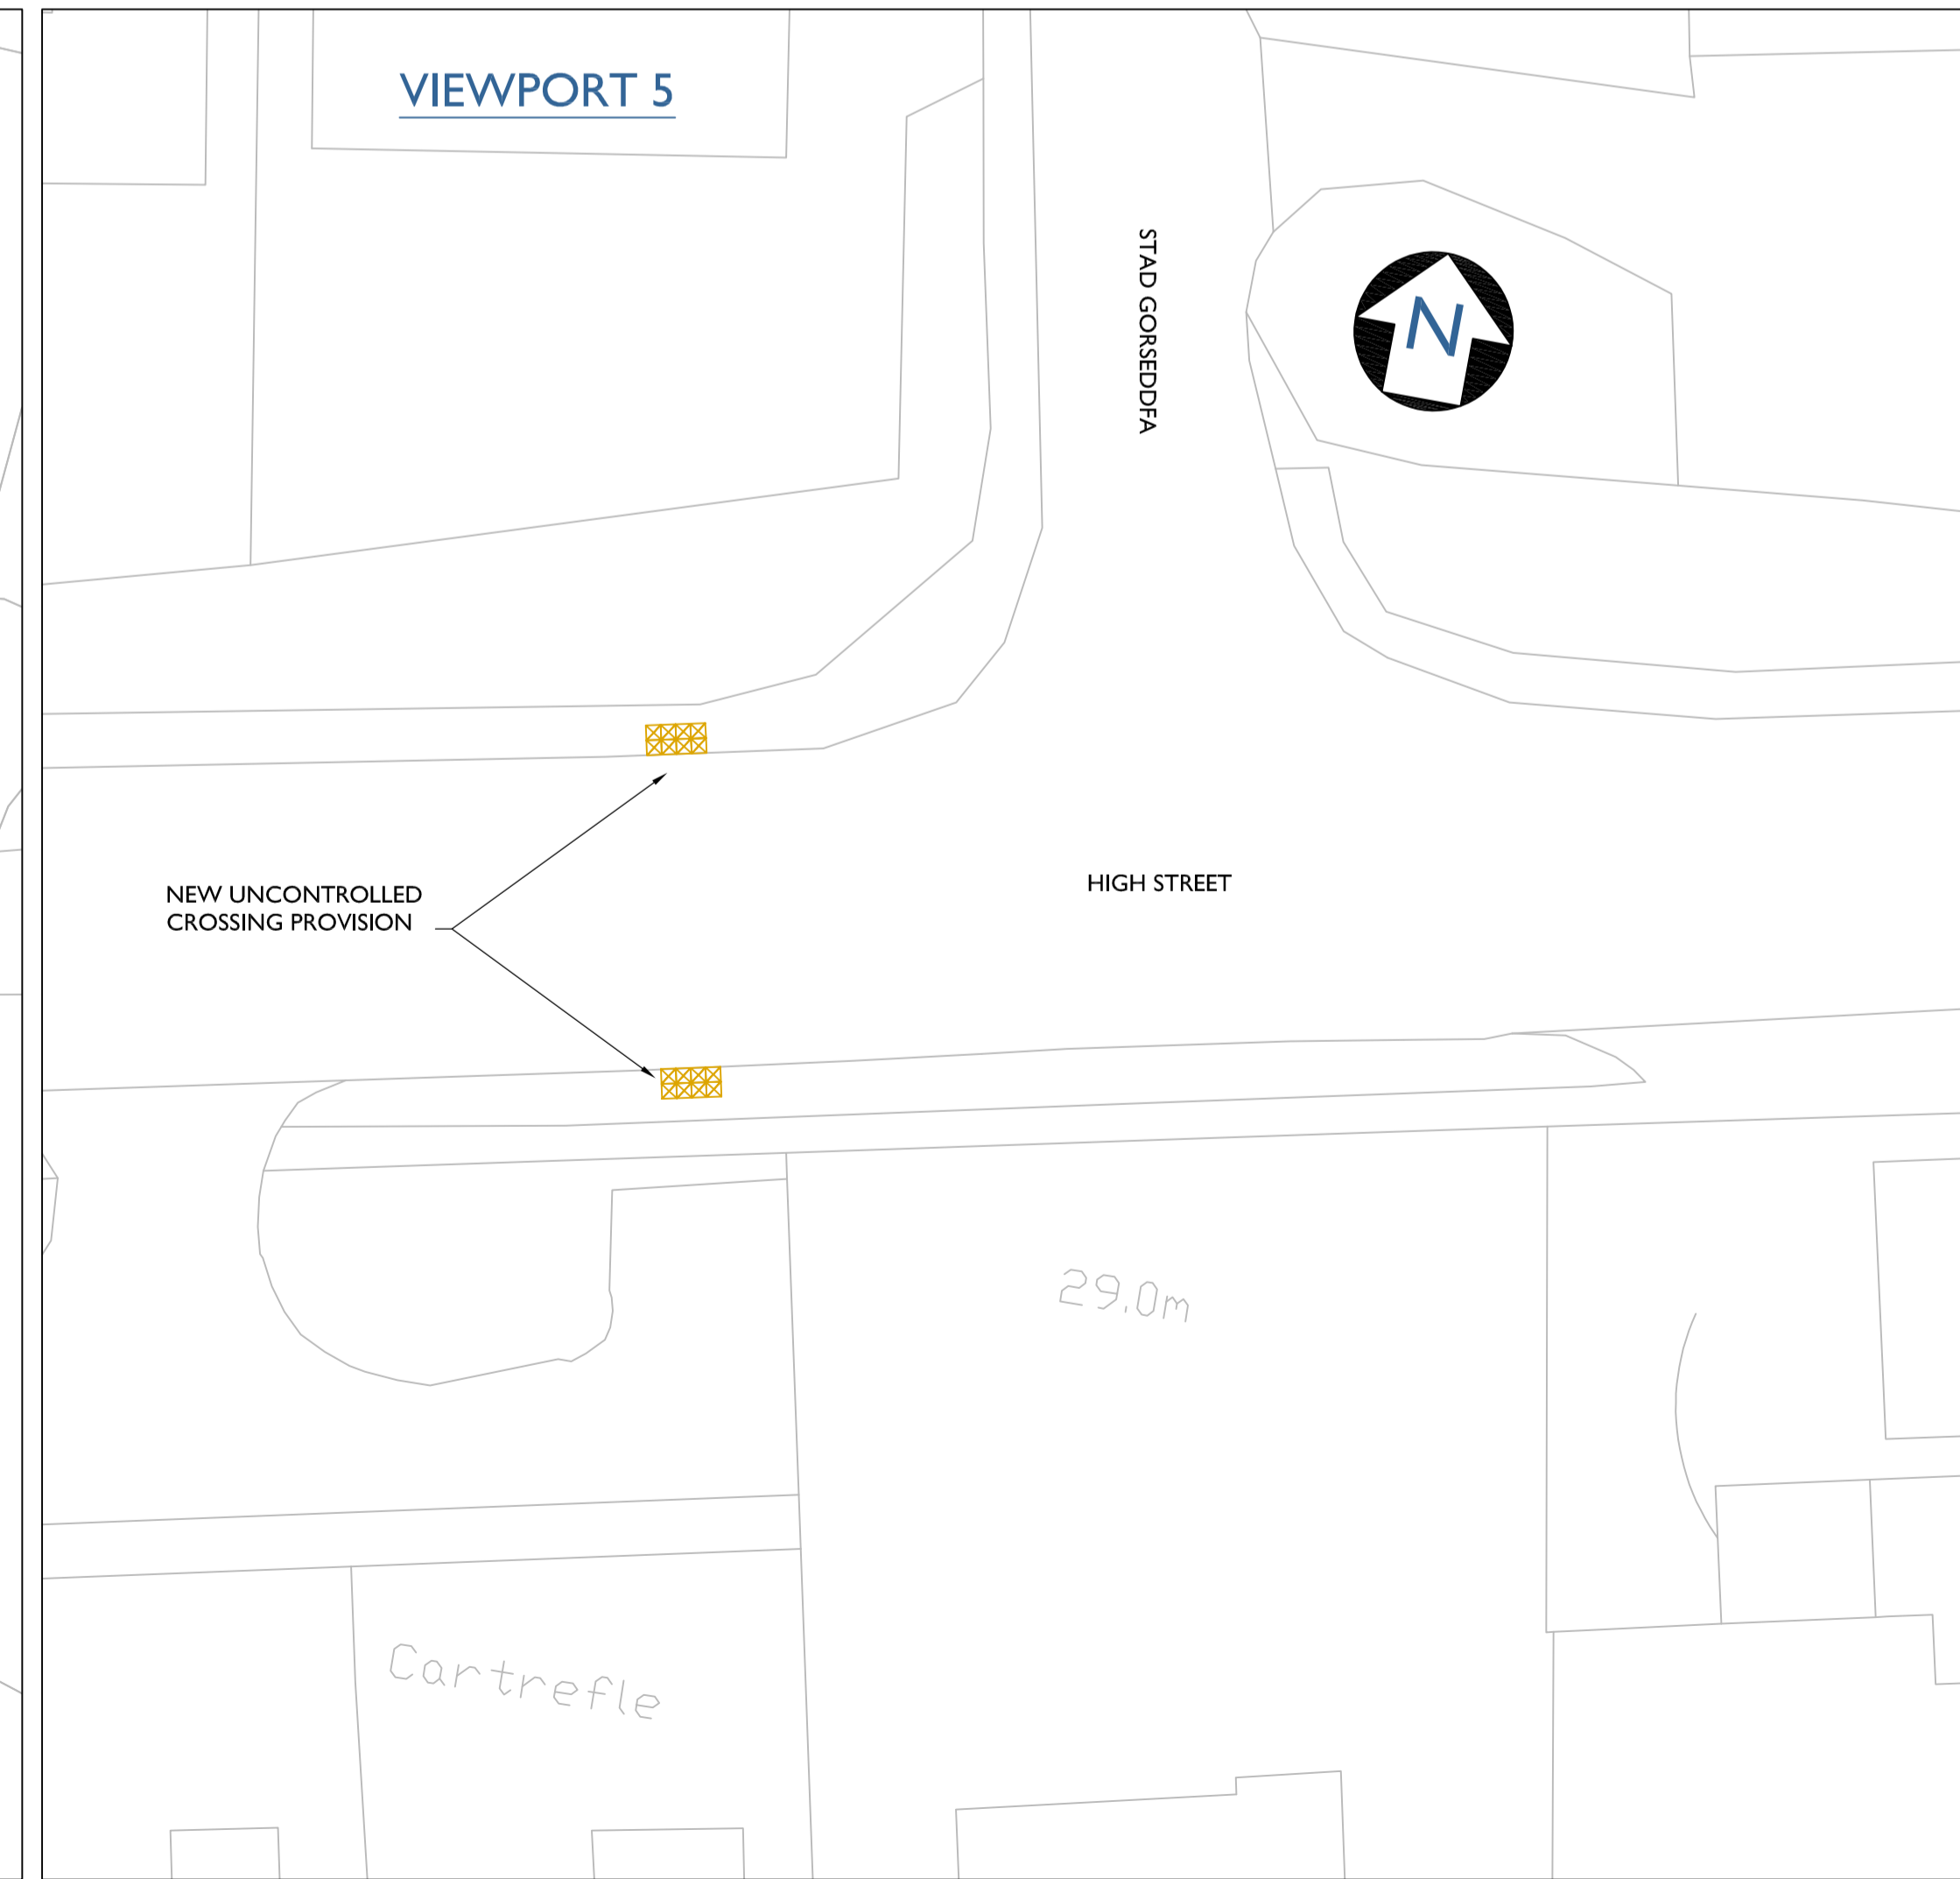 VIEWPORT 5
STAD GORSEDDFA
N
NEW UNCONTROLLED
CROSSING PROVISION
HIGH STREET
29.0m
Cartrefle